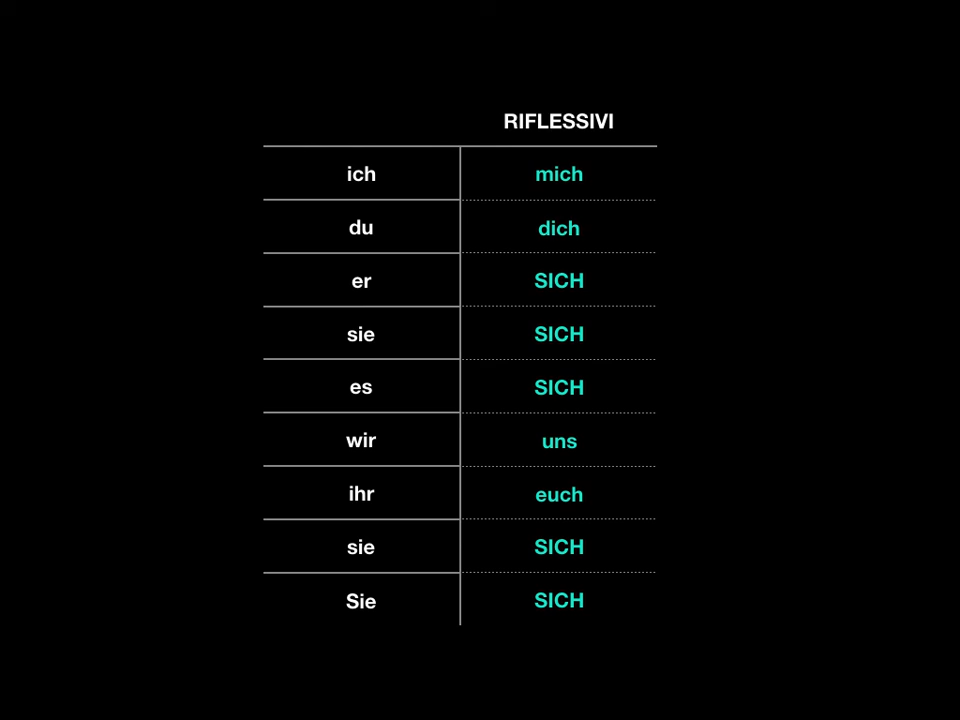 RIFLESSIVI
ich mich
du dich
er SICH
sie SICH
es SICH
wir uns
ihr euch
sie SICH
Sie SICH